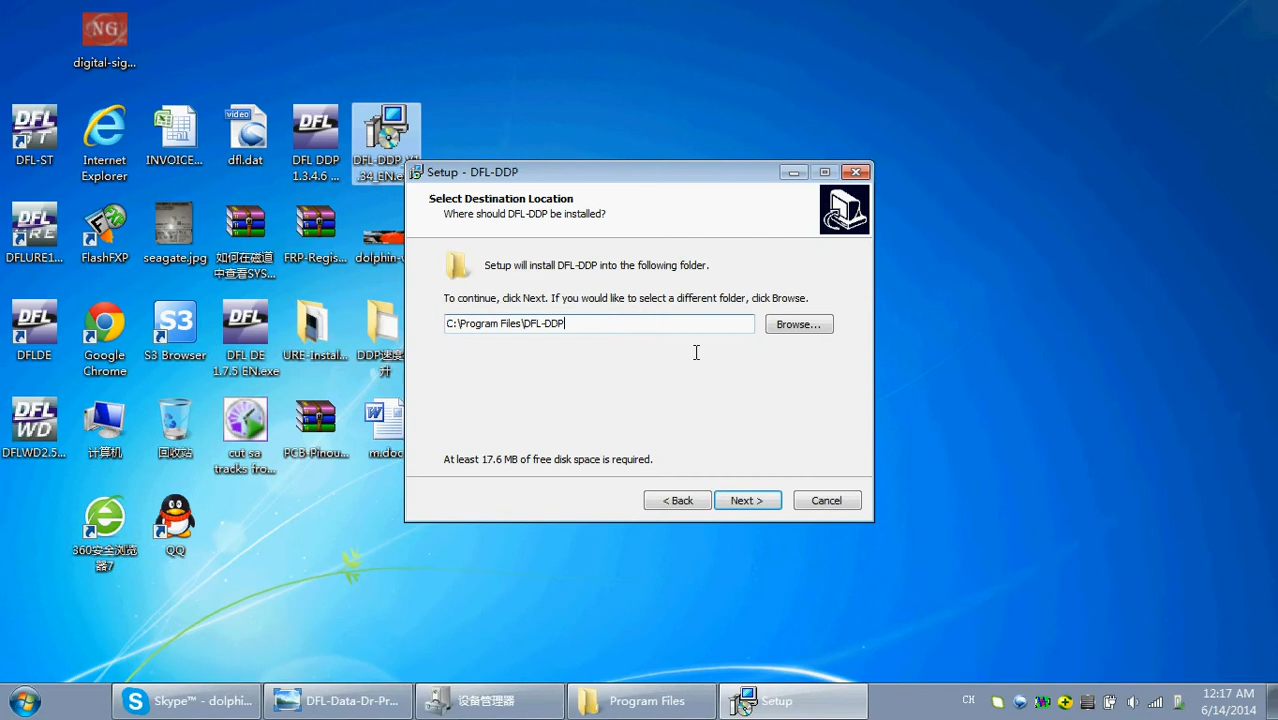 NG
digital-sig...
DFL
ST
DFL-ST
Internet
Explorer
INVOICE...
video
dfl.dat
DFL
DFL DDP
1.3.4.6
DFL-DDP_V1
.34_EN.exe
DFL
URE
DFLURE1...
FlashFXP
seagate.jpg
如何在磁道
中查看SYS...
FRP-Regis...
dolphin-w
DFL
DE
DFLDE
Google
Chrome
S3
S3 Browser
DFL
DFL DE
1.7.5 EN.exe
URE-Instal...
DDP速度
升
DFL
WD
DFLWD2.5...
计算机
回收站
cut sa
tracks fro...
PCB-Pinou...
m.doc
360安全浏览
器7
QQ
Setup - DFL-DDP
Select Destination Location
Where should DFL-DDP be installed?
Setup will install DFL-DDP into the following folder.
To continue, click Next. If you would like to select a different folder, click Browse.
C:\Program Files\DFL-DDP
Browse...
At least 17.6 MB of free disk space is required.
< Back
Next >
Cancel
Skype™ - dolphi...
DFL-Data-Dr-Pr...
设备管理器
Program Files
Setup
CH
12:17 AM
6/14/2014